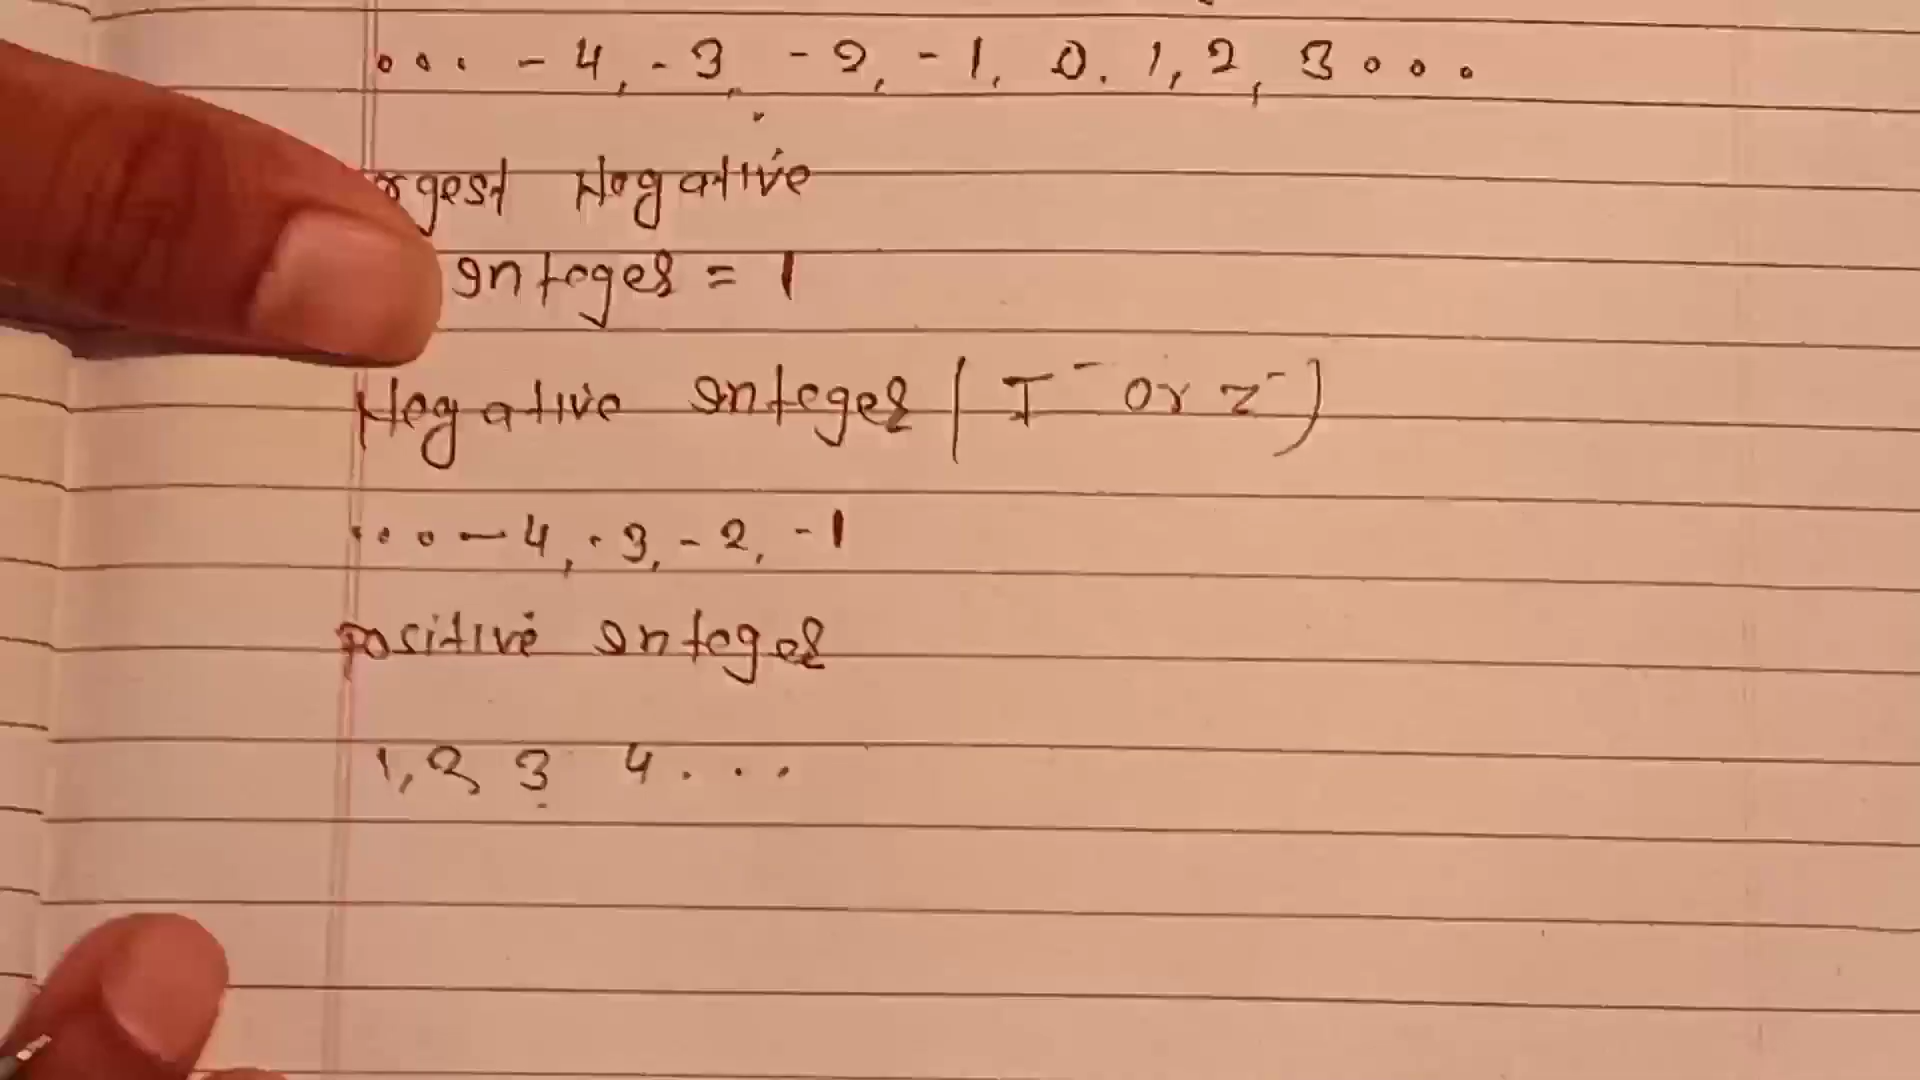 ... -4, -3, -2, -1, 0, 1, 2, 3 ...
rgest Negative
Integer = 1
Negative Integer (I⁻ or z⁻)
... -4, -3, -2, -1
Positive Integer
1, 2, 3 4 ...